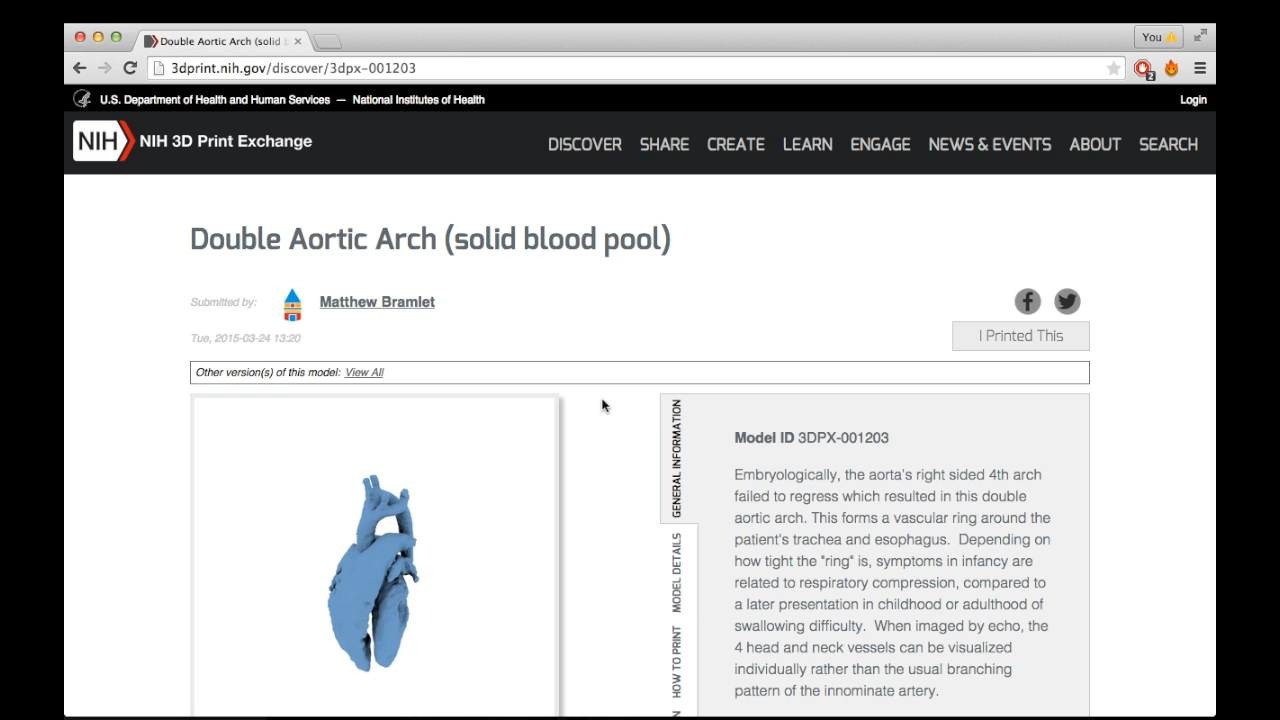 Double Aortic Arch (solid b
You
3dprint.nih.gov/discover/3dpx-001203
2
U.S. Department of Health and Human Services — National Institutes of Health
Login
NIH
NIH 3D Print Exchange
DISCOVER SHARE CREATE LEARN ENGAGE NEWS & EVENTS ABOUT SEARCH
Double Aortic Arch (solid blood pool)
Submitted by:
Matthew Bramlet
Tue, 2015-03-24 13:20
I Printed This
Other version(s) of this model: View All
GENERAL INFORMATION
MODEL DETAILS
HOW TO PRINT
Model ID 3DPX-001203
Embryologically, the aorta's right sided 4th arch
failed to regress which resulted in this double
aortic arch. This forms a vascular ring around the
patient's trachea and esophagus.  Depending on
how tight the "ring" is, symptoms in infancy are
related to respiratory compression, compared to
a later presentation in childhood or adulthood of
swallowing difficulty.  When imaged by echo, the
4 head and neck vessels can be visualized
individually rather than the usual branching
pattern of the innominate artery.